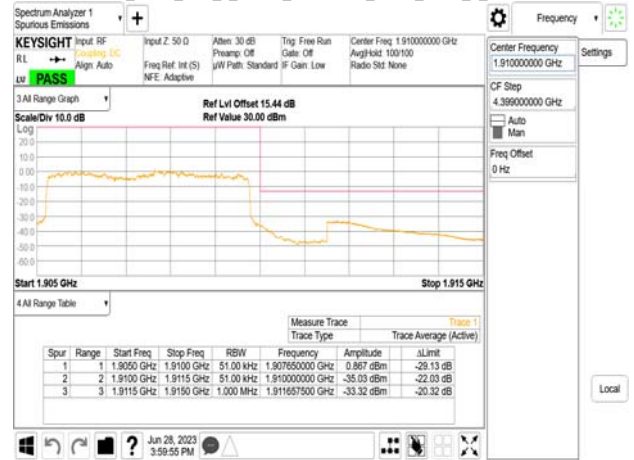 Spectrum Analyzer 1
Spurious Emissions
+
Frequency
KEYSIGHT
RL
PASS
Input: RF
Coupling: DC
Align: Auto
Input Z: 50 Ω
Freq Ref: Int (S)
NFE: Adaptive
Atten: 30 dB
Preamp: Off
µW Path: Standard
Trig: Free Run
Gate: Off
IF Gain: Low
Center Freq: 1.910000000 GHz
Avg|Hold: 100/100
Radio Std: None
Center Frequency
1.910000000 GHz
Settings
CF Step
4.399000000 GHz
Auto
Man
Freq Offset
0 Hz
Local
3 All Range Graph
Scale/Div 10.0 dB
Ref Lvl Offset 15.44 dB
Ref Value 30.00 dBm
Log
20.0
10.0
0.00
-10.0
-20.0
-30.0
-40.0
-50.0
-60.0
Start 1.905 GHz
Stop 1.915 GHz
4 All Range Table
Measure Trace Trace 1
Trace Type Trace Average (Active)
Spur Range Start Freq Stop Freq RBW Frequency Amplitude ΔLimit
1 1 1.9050 GHz 1.9100 GHz 51.00 kHz 1.907650000 GHz 0.867 dBm -29.13 dB
2 2 1.9100 GHz 1.9115 GHz 51.00 kHz 1.910000000 GHz -35.03 dBm -22.03 dB
3 3 1.9115 GHz 1.9150 GHz 1.000 MHz 1.911657500 GHz -33.32 dBm -20.32 dB
?
Jun 28, 2023
3:59:55 PM